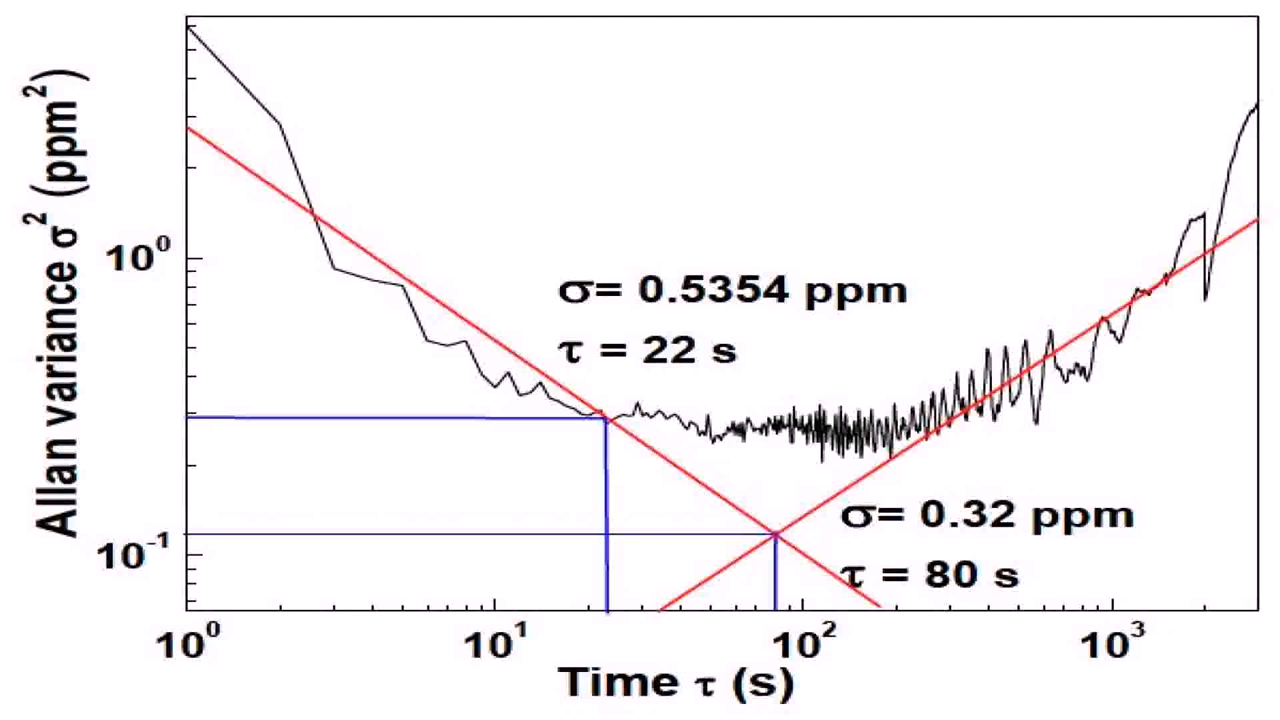 Allan variance σ² (ppm²)
10⁰
10⁻¹
σ= 0.5354 ppm
τ = 22 s
σ= 0.32 ppm
τ = 80 s
10⁰ 10¹ 10² 10³
Time τ (s)